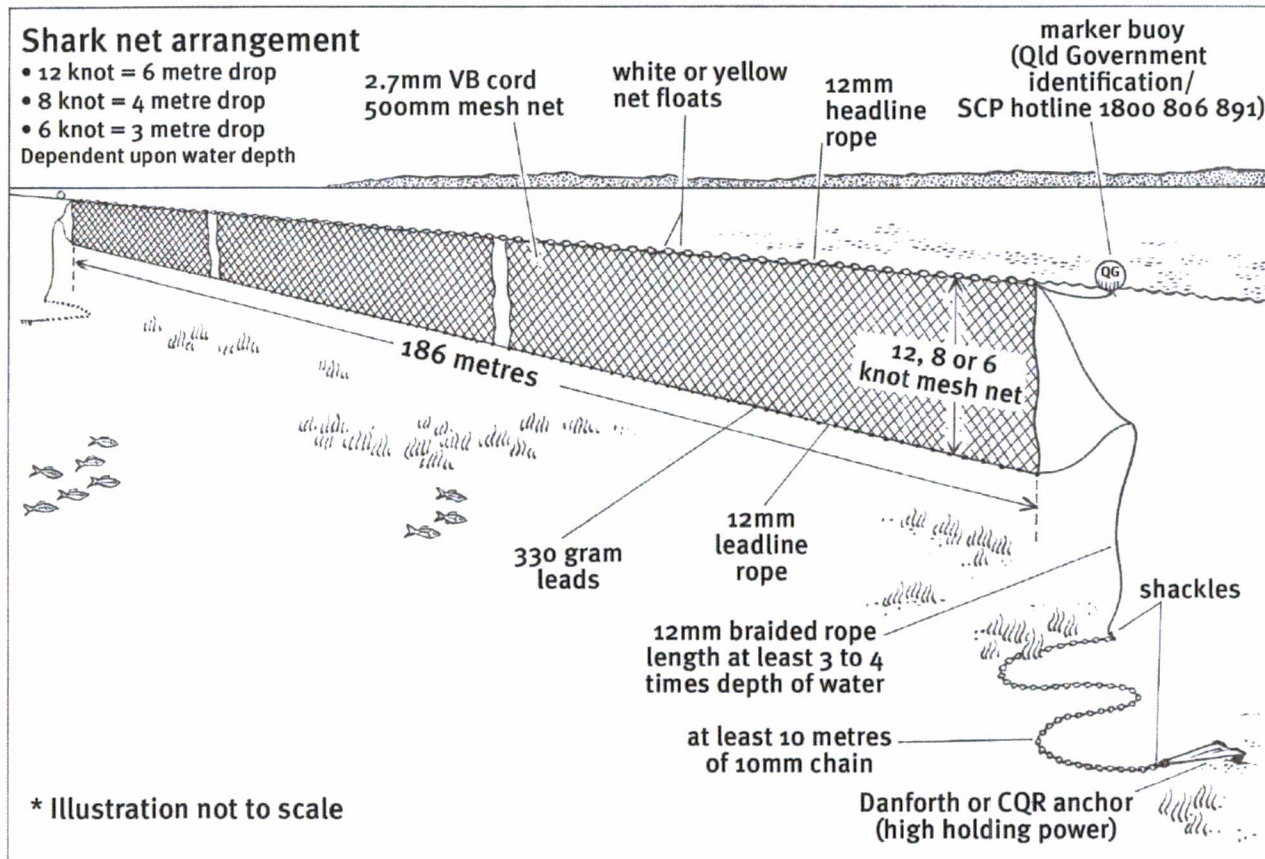 Shark net arrangement
• 12 knot = 6 metre drop
• 8 knot = 4 metre drop
• 6 knot = 3 metre drop
Dependent upon water depth
2.7mm VB cord
500mm mesh net
white or yellow
net floats
12mm
headline
rope
marker buoy
(Qld Government
identification/
SCP hotline 1800 806 891)
QG
186 metres
12, 8 or 6
knot mesh net
330 gram
leads
12mm
leadline
rope
12mm braided rope
length at least 3 to 4
times depth of water
shackles
at least 10 metres
of 10mm chain
Danforth or CQR anchor
(high holding power)
* Illustration not to scale